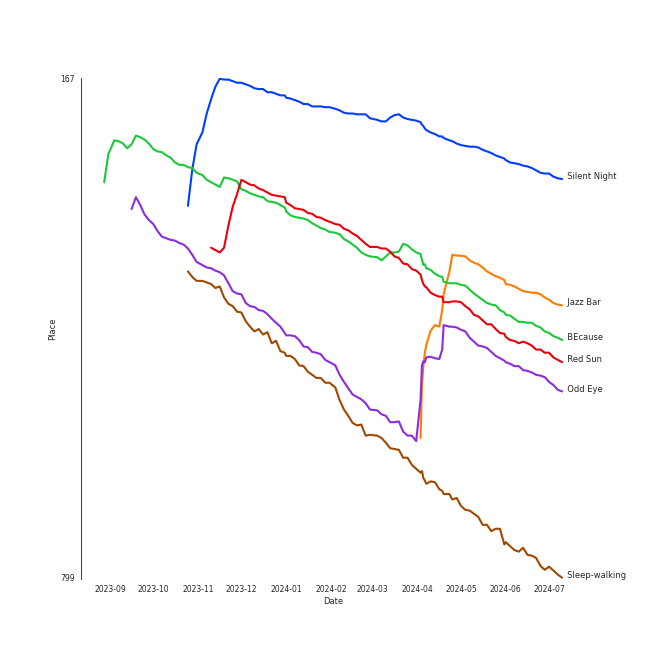 167
Silent Night
Jazz Bar
Place
BEcause
Red Sun
Odd Eye
799
Sleep-walking
2023-09 2023-10 2023-11 2023-12 2024-01 2024-02 2024-03 2024-04 2024-05 2024-06 2024-07
Date